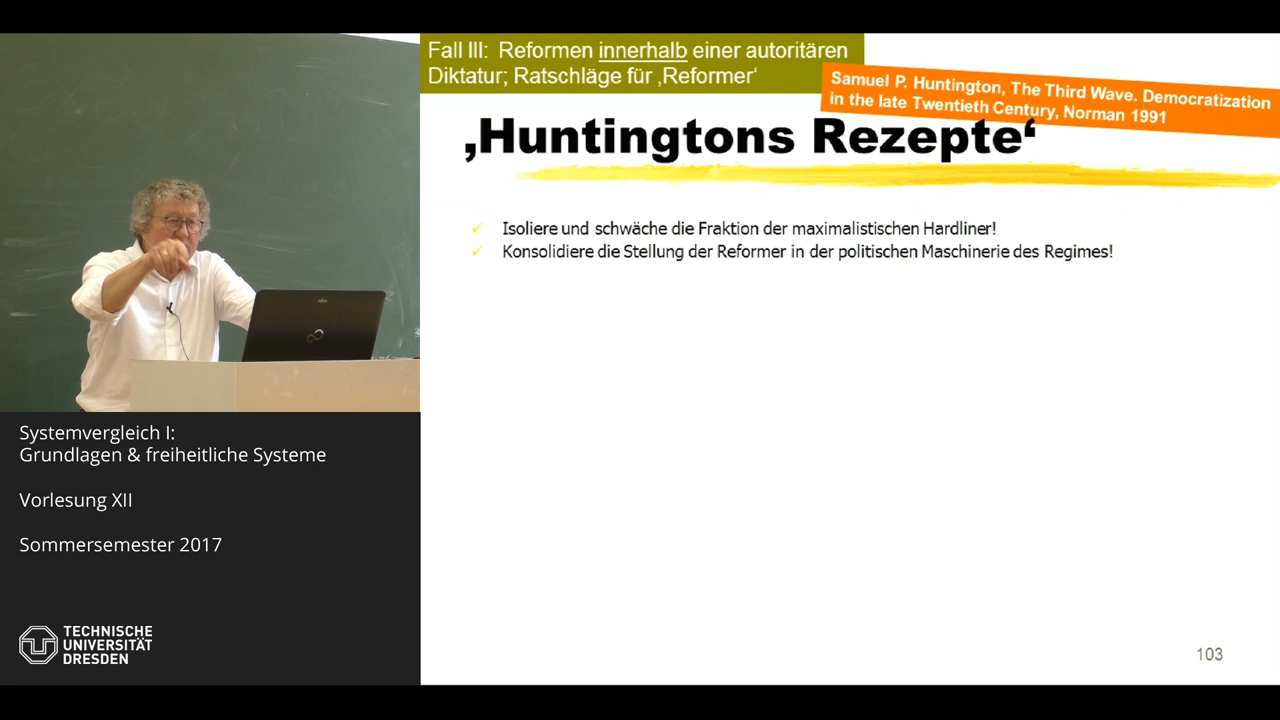 Fall III: Reformen innerhalb einer autoritären
Diktatur; Ratschläge für ‚Reformer‘
Samuel P. Huntington, The Third Wave. Democratization
in the late Twentieth Century, Norman 1991
‚Huntingtons Rezepte‘
Isoliere und schwäche die Fraktion der maximalistischen Hardliner!
Konsolidiere die Stellung der Reformer in der politischen Maschinerie des Regimes!
103
Systemvergleich I:
Grundlagen & freiheitliche Systeme
Vorlesung XII
Sommersemester 2017
TECHNISCHE
UNIVERSITÄT
DRESDEN